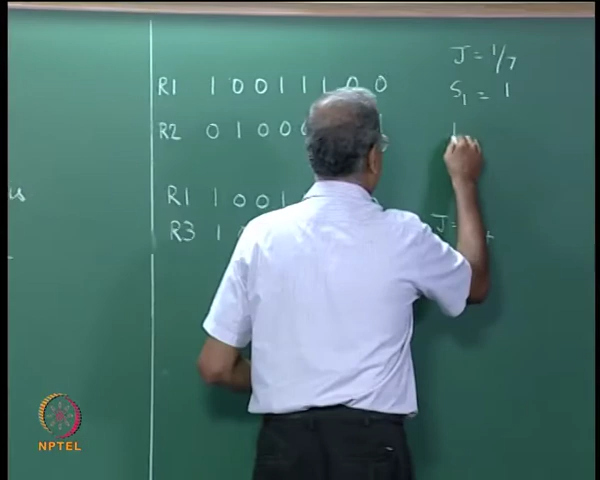 R1 1 0 0 1 1 1 0 0 J = 1/7
S₁ = 1
R2 0 1 0 0
R1 1 0 0 1
R3 1 J =
NPTEL